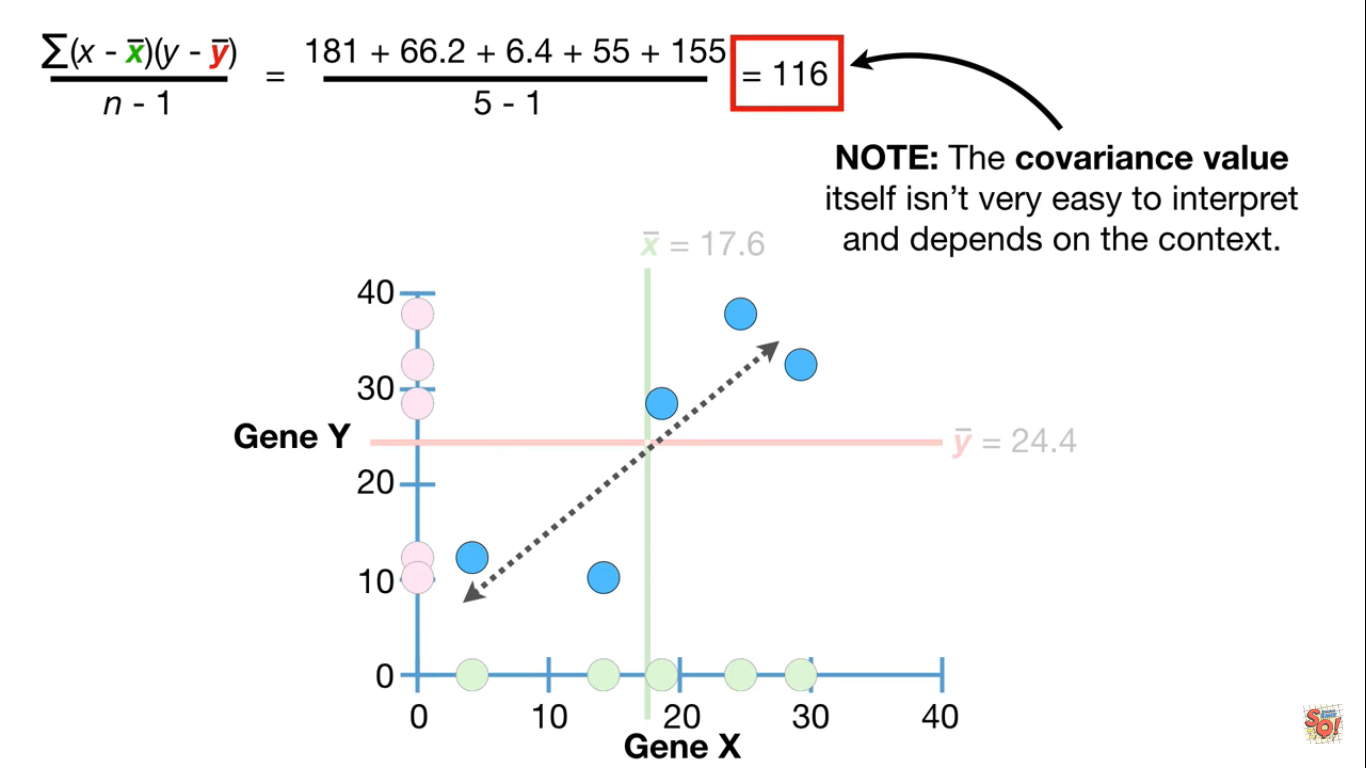 ∑(x - x̄)(y - ȳ)
n - 1
=
181 + 66.2 + 6.4 + 55 + 155
5 - 1
= 116
NOTE: The covariance value
itself isn't very easy to interpret
and depends on the context.
x̄ = 17.6
40
30
Gene Y
ȳ = 24.4
20
10
0
0 10 20 30 40
Gene X
SQ!